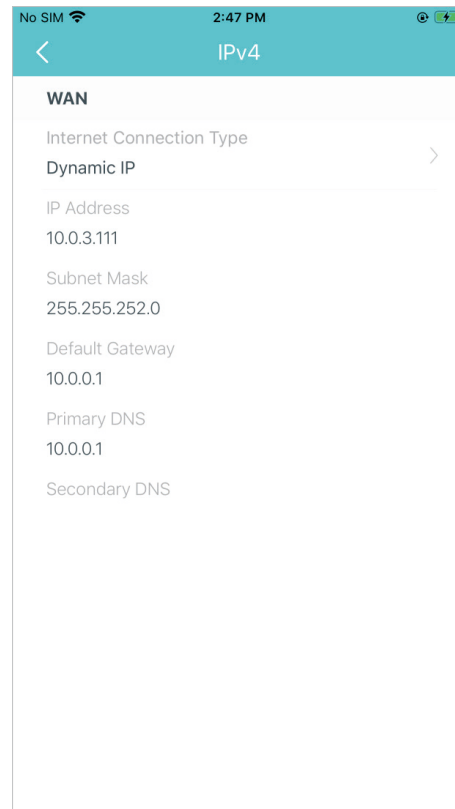 No SIM 2:47 PM
IPv4
WAN
Internet Connection Type
Dynamic IP
IP Address
10.0.3.111
Subnet Mask
255.255.252.0
Default Gateway
10.0.0.1
Primary DNS
10.0.0.1
Secondary DNS